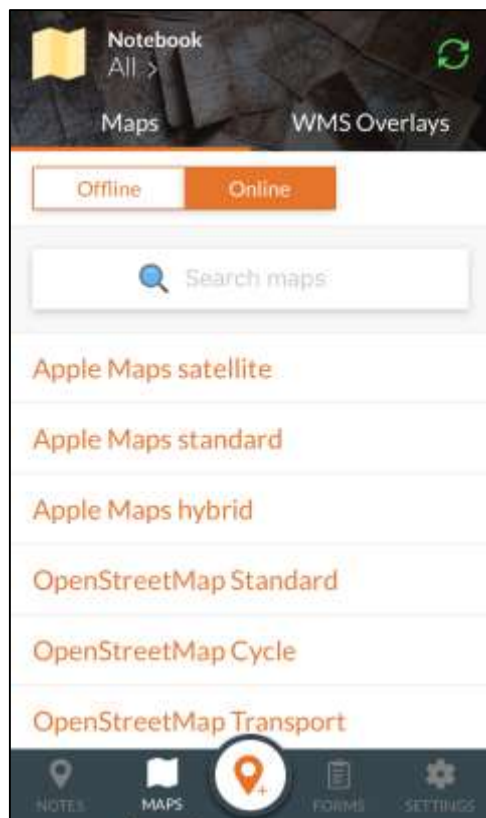 Notebook
All >
Maps WMS Overlays
Offline Online
Search maps
Apple Maps satellite
Apple Maps standard
Apple Maps hybrid
OpenStreetMap Standard
OpenStreetMap Cycle
OpenStreetMap Transport
NOTES MAPS FORMS SETTINGS